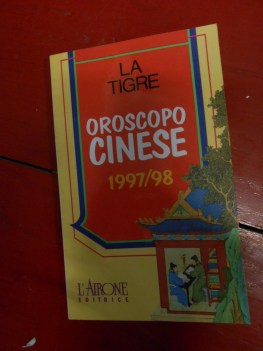 LA
TIGRE
OROSCOPO
CINESE
1997/98
L'AIRONE
EDITRICE